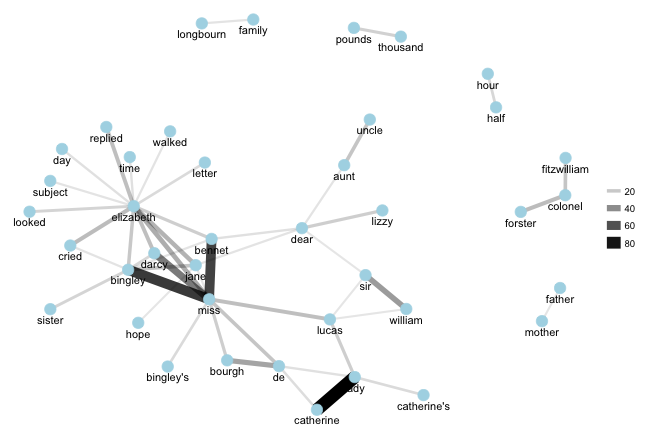 longbourn
family
pounds
thousand
hour
half
uncle
replied
walked
day
time
letter
aunt
fitzwilliam
subject
20
looked
elizabeth
lizzy
colonel
forster
40
dear
60
cried
bennet
80
darcy
jane
bingley
sir
father
miss
sister
hope
lucas
william
mother
bingley's
bourgh
de
lady
catherine
catherine's